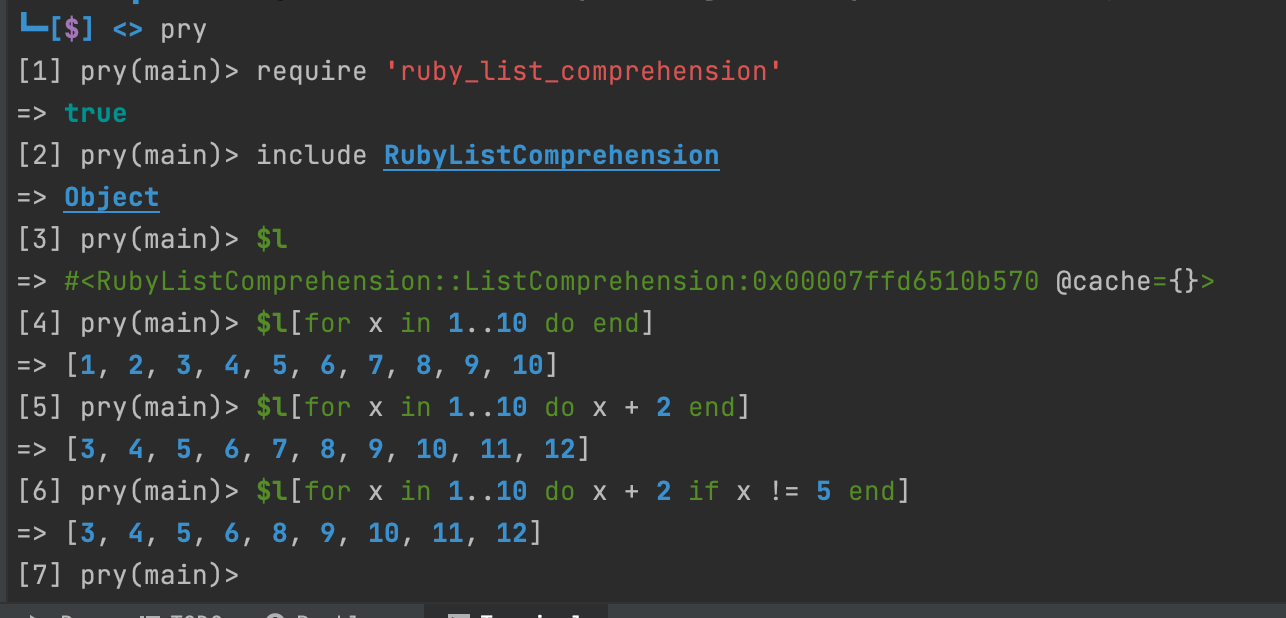 └─[$] <> pry
[1] pry(main)> require 'ruby_list_comprehension'
=> true
[2] pry(main)> include RubyListComprehension
=> Object
[3] pry(main)> $l
=> #<RubyListComprehension::ListComprehension:0x00007ffd6510b570 @cache={}>
[4] pry(main)> $l[for x in 1..10 do end]
=> [1, 2, 3, 4, 5, 6, 7, 8, 9, 10]
[5] pry(main)> $l[for x in 1..10 do x + 2 end]
=> [3, 4, 5, 6, 7, 8, 9, 10, 11, 12]
[6] pry(main)> $l[for x in 1..10 do x + 2 if x != 5 end]
=> [3, 4, 5, 6, 8, 9, 10, 11, 12]
[7] pry(main)>